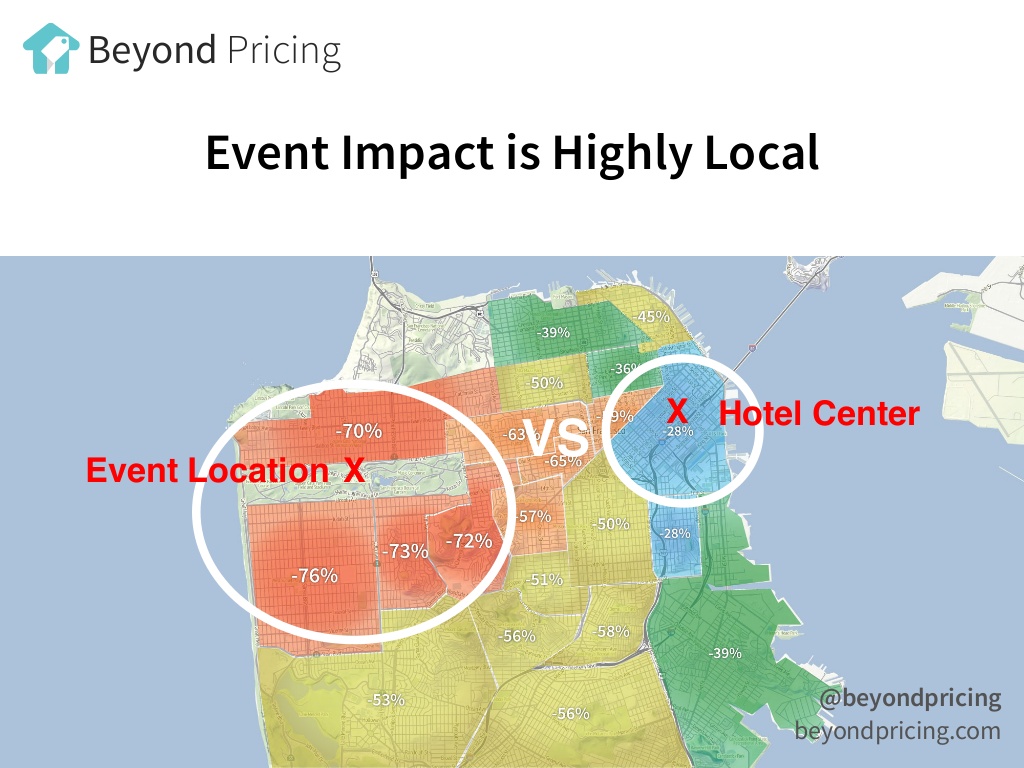 Beyond Pricing
Event Impact is Highly Local
-45%
-39%
-36%
-50%
-70%
-63%
VS
X
Hotel Center
-28%
-65%
Event Location X
-57%
-50%
-28%
-73%
-72%
-76%
-51%
-56%
-58%
-39%
-53%
-56%
@beyondpricing
beyondpricing.com